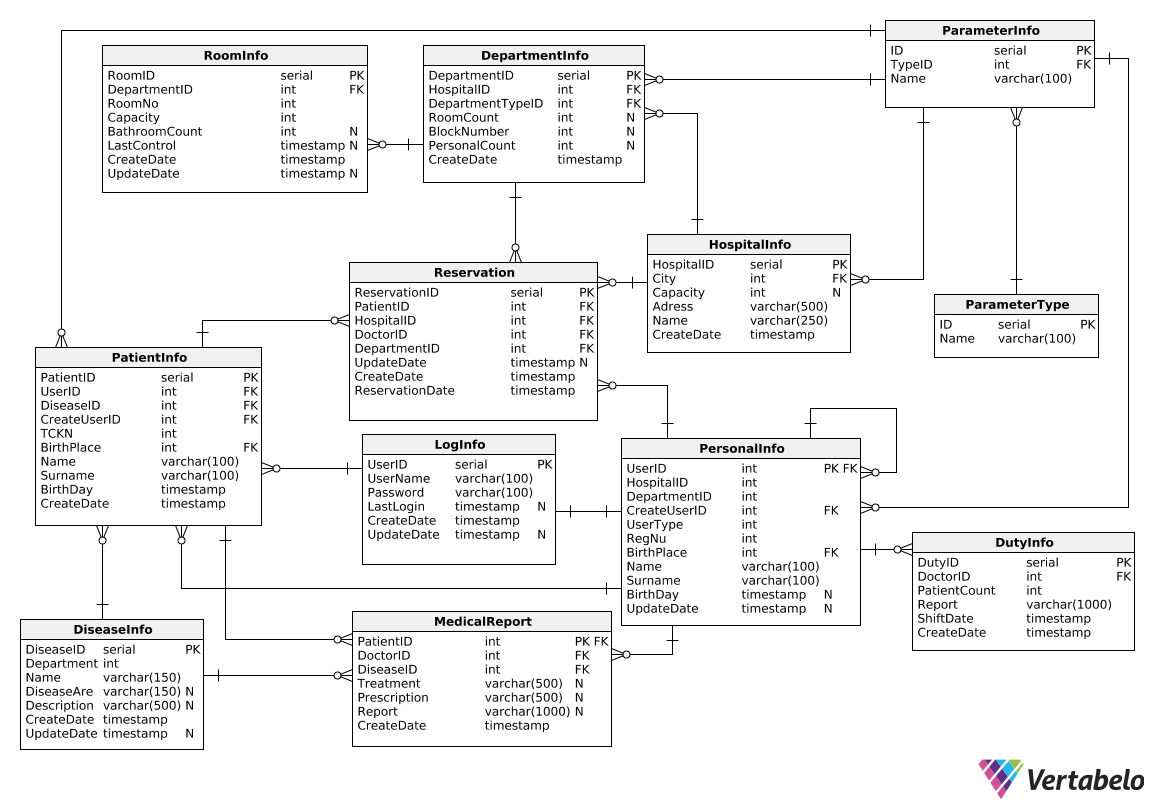 ParameterInfo
ID serial PK
TypeID int FK
Name varchar(100)
RoomInfo
RoomID serial PK
DepartmentID int FK
RoomNo int
Capacity int
BathroomCount int N
LastControl timestamp N
CreateDate timestamp
UpdateDate timestamp N
DepartmentInfo
DepartmentID serial PK
HospitalID int FK
DepartmentTypeID int FK
RoomCount int N
BlockNumber int N
PersonalCount int N
CreateDate timestamp
HospitalInfo
HospitalID serial PK
City int FK
Capacity int N
Adress varchar(500)
Name varchar(250)
CreateDate timestamp
ParameterType
ID serial PK
Name varchar(100)
Reservation
ReservationID serial PK
PatientID int FK
HospitalID int FK
DoctorID int FK
DepartmentID int FK
UpdateDate timestamp N
CreateDate timestamp
ReservationDate timestamp
PatientInfo
PatientID serial PK
UserID int FK
DiseaseID int FK
CreateUserID int FK
TCKN int
BirthPlace int FK
Name varchar(100)
Surname varchar(100)
BirthDay timestamp
CreateDate timestamp
LogInfo
UserID serial PK
UserName varchar(100)
Password varchar(100)
LastLogin timestamp N
CreateDate timestamp
UpdateDate timestamp N
PersonalInfo
UserID int PK FK
HospitalID int
DepartmentID int
CreateUserID int FK
UserType int
RegNu int
BirthPlace int FK
Name varchar(100)
Surname varchar(100)
BirthDay timestamp N
UpdateDate timestamp N
DutyInfo
DutyID serial PK
DoctorID int FK
PatientCount int
Report varchar(1000)
ShiftDate timestamp
CreateDate timestamp
DiseaseInfo
DiseaseID serial PK
Department int
Name varchar(150)
DiseaseAre varchar(150) N
Description varchar(500) N
CreateDate timestamp
UpdateDate timestamp N
MedicalReport
PatientID int PK FK
DoctorID int FK
DiseaseID int FK
Treatment varchar(500) N
Prescription varchar(500) N
Report varchar(1000) N
CreateDate timestamp
Vertabelo